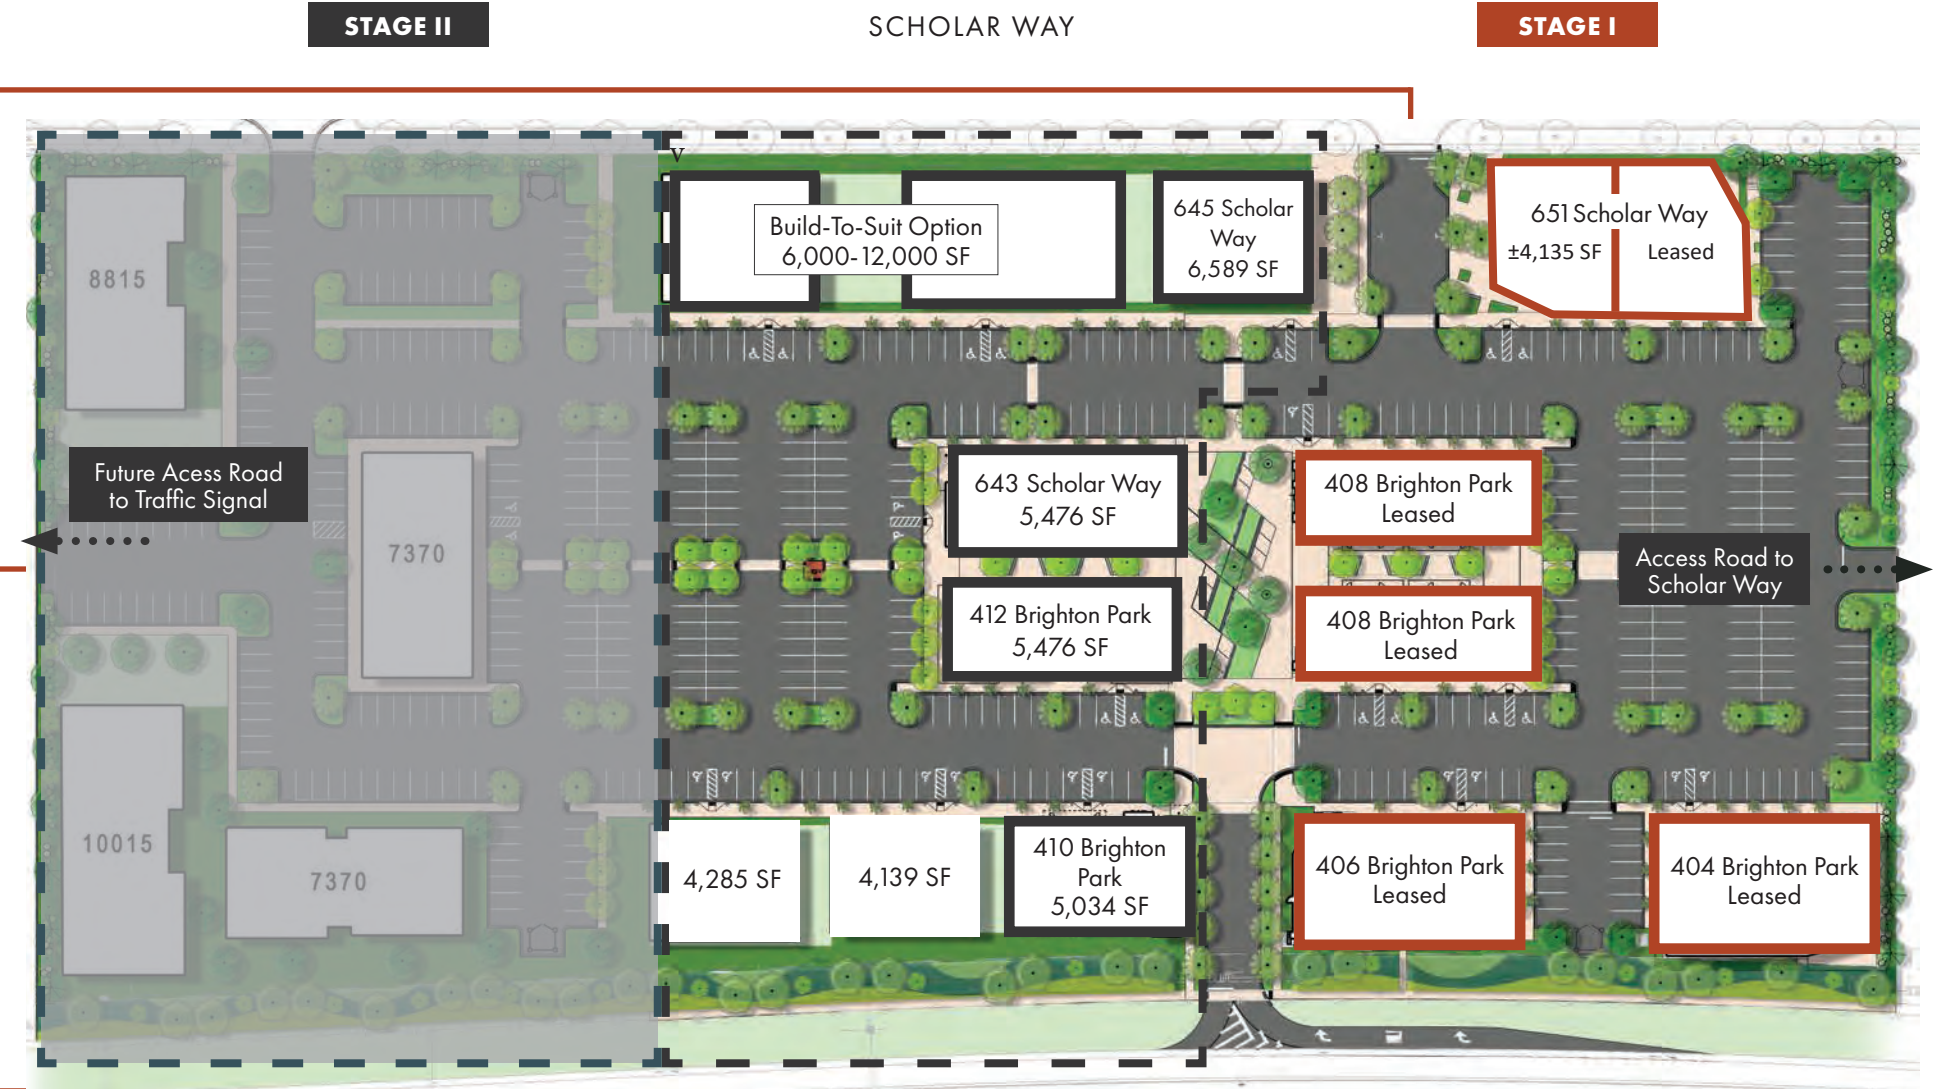 STAGE II
SCHOLAR WAY
STAGE I
v
Build-To-Suit Option
6,000-12,000 SF
645 Scholar
Way
6,589 SF
651 Scholar Way
±4,135 SF
Leased
8815
Future Acess Road
to Traffic Signal
7370
643 Scholar Way
5,476 SF
408 Brighton Park
Leased
Access Road to
Scholar Way
412 Brighton Park
5,476 SF
408 Brighton Park
Leased
10015
7370
4,285 SF
4,139 SF
410 Brighton
Park
5,034 SF
406 Brighton Park
Leased
404 Brighton Park
Leased